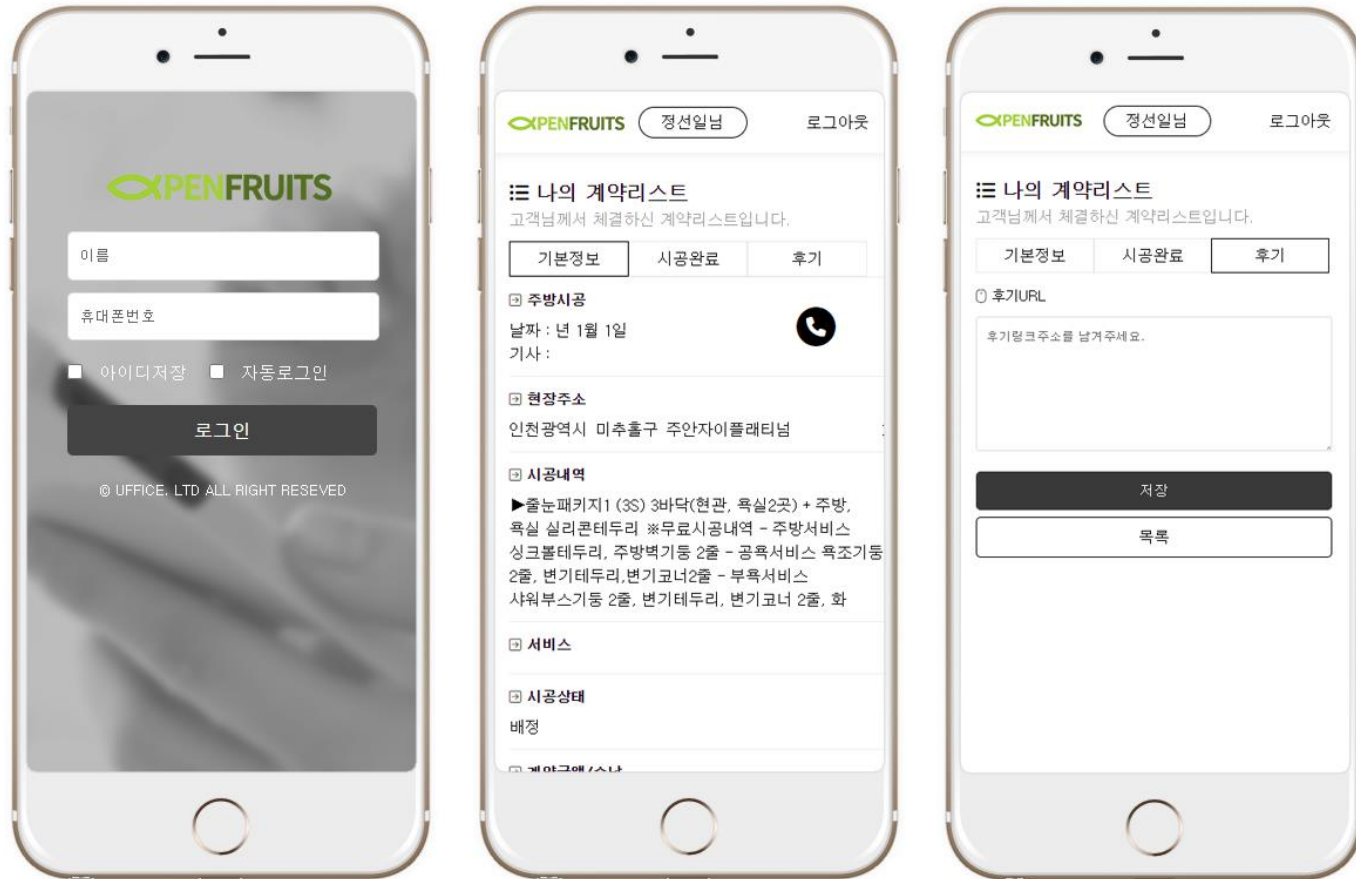 PENFRUITS
이름
휴대폰번호
아이디저장 자동로그인
로그인
© UFFICE. LTD ALL RIGHT RESEVED
PENFRUITS 정선일님 로그아웃
나의 계약리스트
고객님께서 체결하신 계약리스트입니다.
기본정보 시공완료 후기
주방시공
날짜 : 년 1월 1일
기사 :
현장주소
인천광역시 미추홀구 주안자이플래티넘
시공내역
▶줄눈패키지1 (3S) 3바닥(현관, 욕실2곳) + 주방,
욕실 실리콘테두리 ※무료시공내역 - 주방서비스
싱크볼테두리, 주방벽기둥 2줄 - 공용서비스 욕조기둥
2줄, 변기테두리,변기코너2줄 - 부욕서비스
샤워부스기둥 2줄, 변기테두리, 변기코너 2줄, 화
서비스
시공상태
배정
PENFRUITS 정선일님 로그아웃
나의 계약리스트
고객님께서 체결하신 계약리스트입니다.
기본정보 시공완료 후기
후기URL
후기링크주소를 남겨주세요.
저장
목록